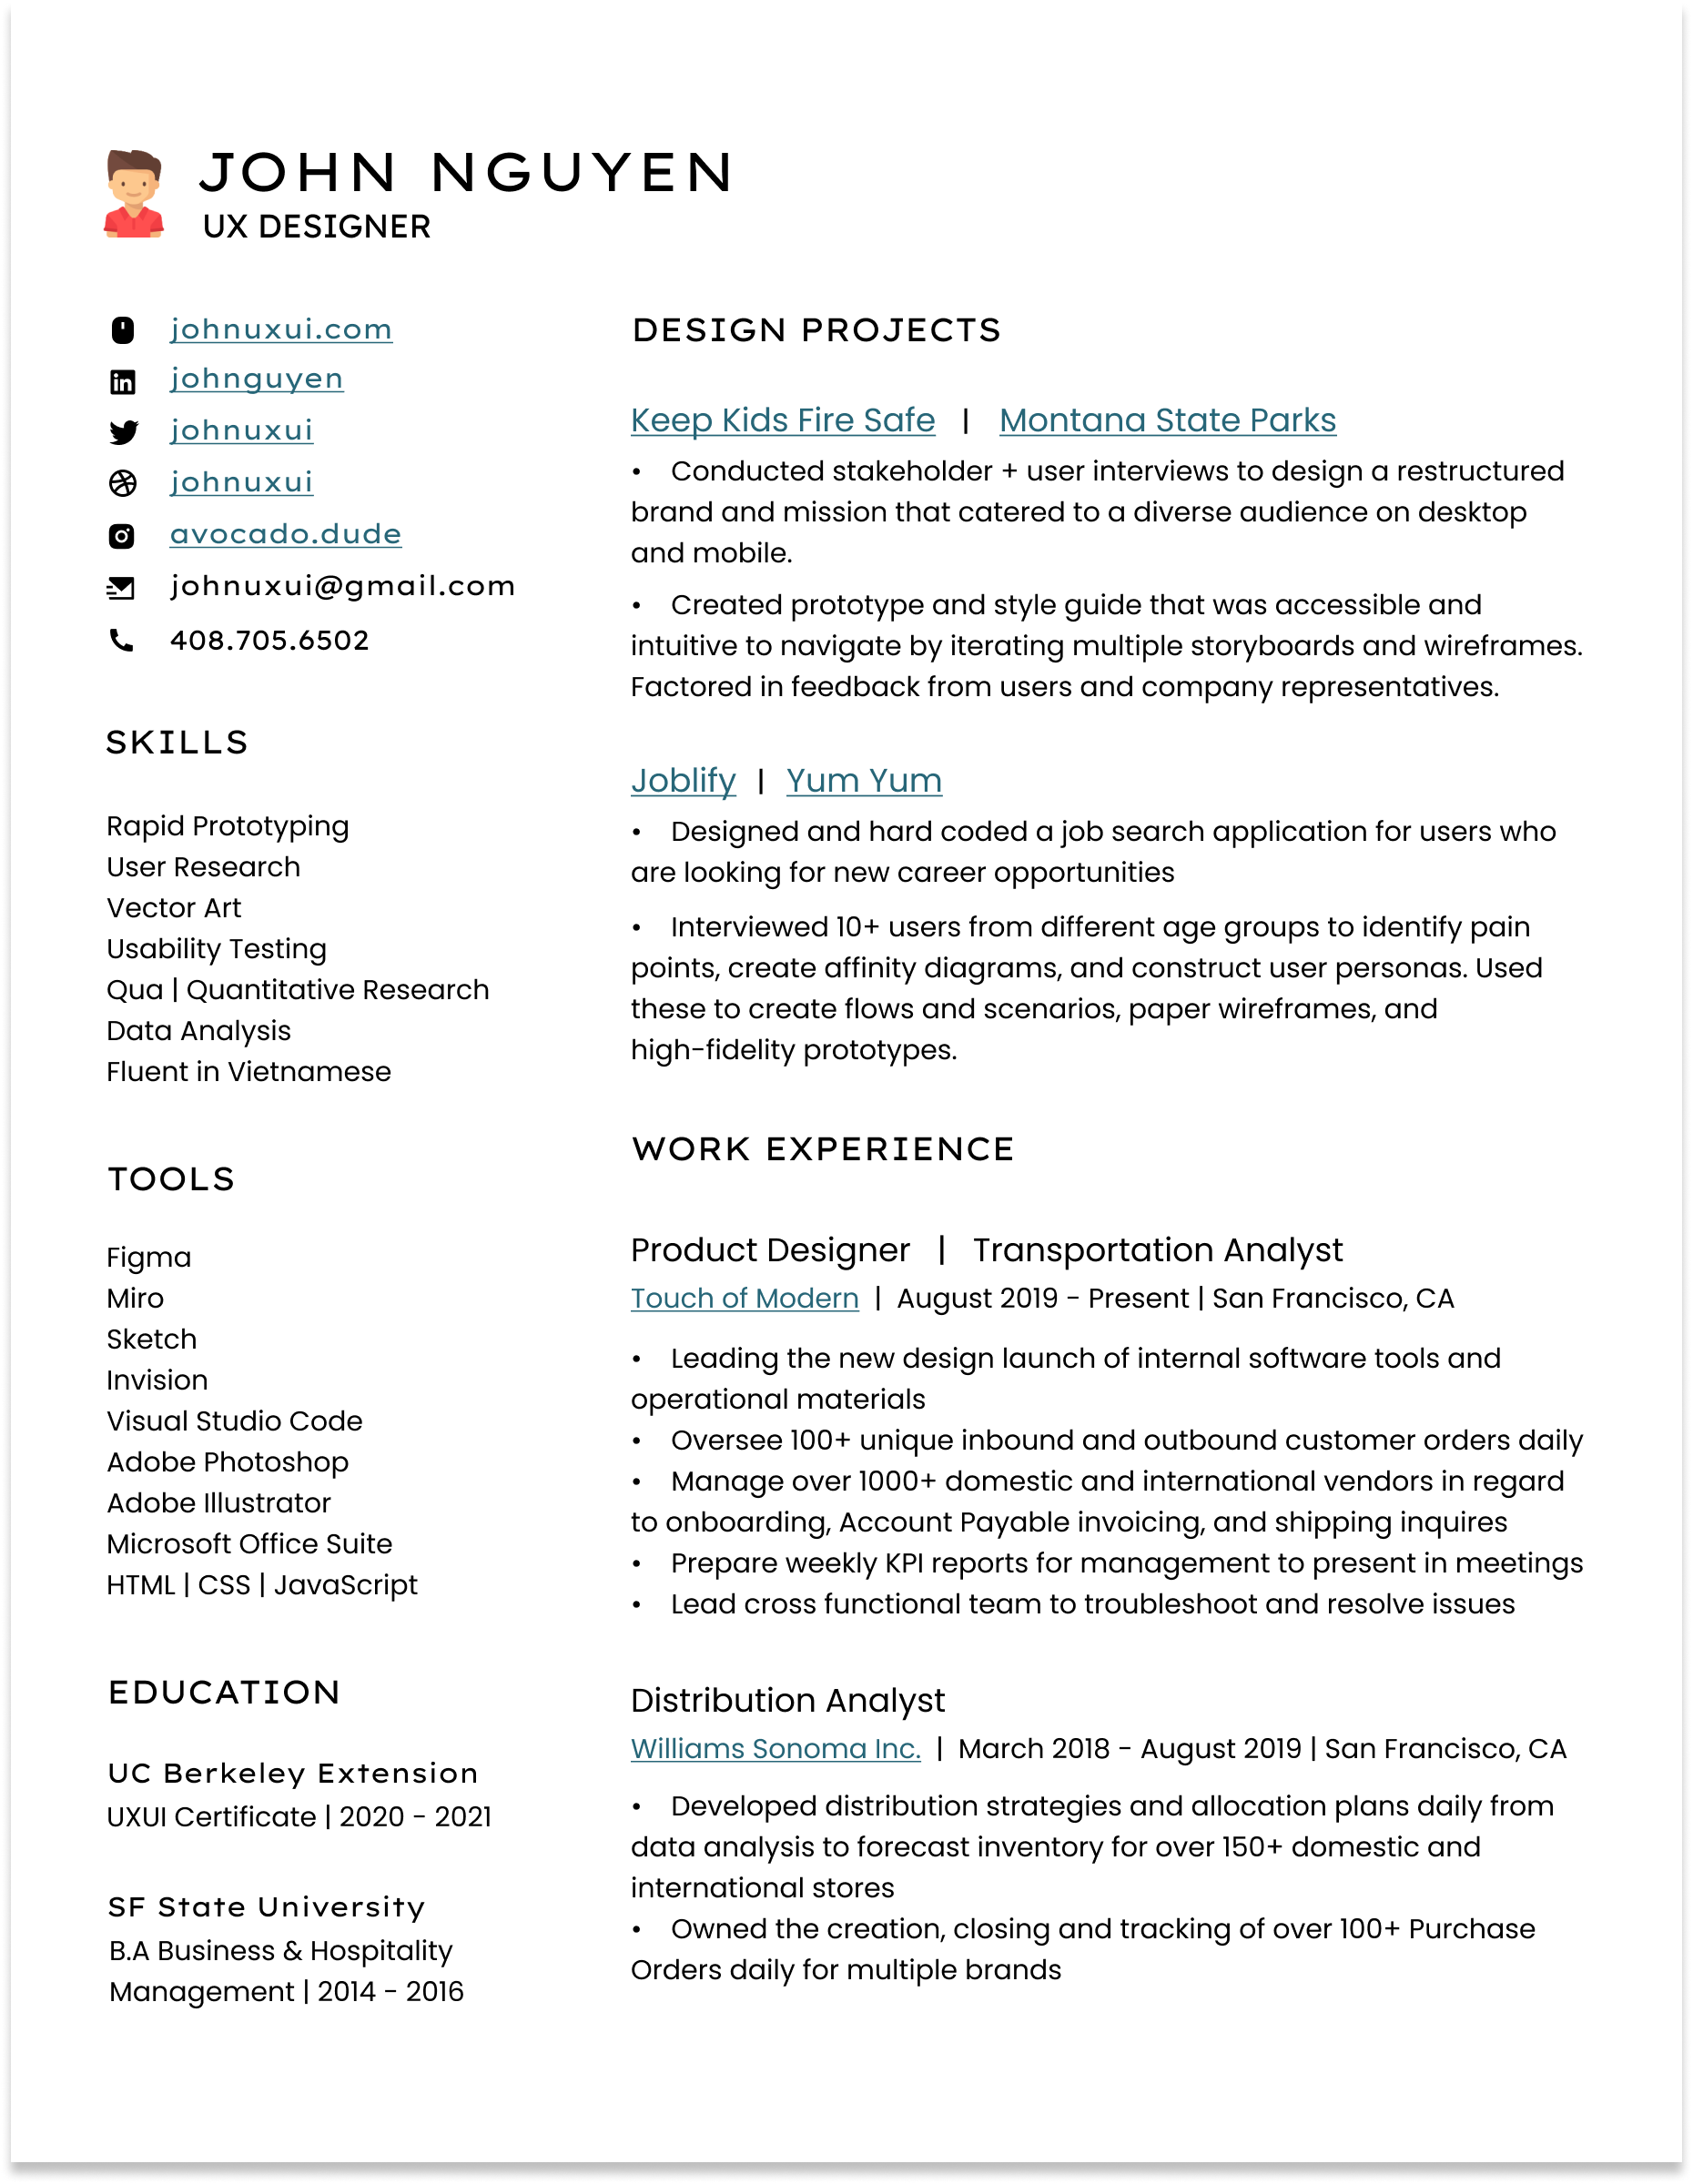 JOHN NGUYEN
UX DESIGNER
johnuxui.com
johnguyen
johnuxui
johnuxui
avocado.dude
johnuxui@gmail.com
408.705.6502
SKILLS
Rapid Prototyping
User Research
Vector Art
Usability Testing
Qua | Quantitative Research
Data Analysis
Fluent in Vietnamese
TOOLS
Figma
Miro
Sketch
Invision
Visual Studio Code
Adobe Photoshop
Adobe Illustrator
Microsoft Office Suite
HTML | CSS | JavaScript
EDUCATION
UC Berkeley Extension
UXUI Certificate | 2020 - 2021
SF State University
B.A Business & Hospitality
Management | 2014 - 2016
DESIGN PROJECTS
Keep Kids Fire Safe | Montana State Parks
• Conducted stakeholder + user interviews to design a restructured
brand and mission that catered to a diverse audience on desktop
and mobile.
• Created prototype and style guide that was accessible and
intuitive to navigate by iterating multiple storyboards and wireframes.
Factored in feedback from users and company representatives.
Joblify | Yum Yum
• Designed and hard coded a job search application for users who
are looking for new career opportunities
• Interviewed 10+ users from different age groups to identify pain
points, create affinity diagrams, and construct user personas. Used
these to create flows and scenarios, paper wireframes, and
high-fidelity prototypes.
WORK EXPERIENCE
Product Designer | Transportation Analyst
Touch of Modern | August 2019 - Present | San Francisco, CA
• Leading the new design launch of internal software tools and
operational materials
• Oversee 100+ unique inbound and outbound customer orders daily
• Manage over 1000+ domestic and international vendors in regard
to onboarding, Account Payable invoicing, and shipping inquires
• Prepare weekly KPI reports for management to present in meetings
• Lead cross functional team to troubleshoot and resolve issues
Distribution Analyst
Williams Sonoma Inc. | March 2018 - August 2019 | San Francisco, CA
• Developed distribution strategies and allocation plans daily from
data analysis to forecast inventory for over 150+ domestic and
international stores
• Owned the creation, closing and tracking of over 100+ Purchase
Orders daily for multiple brands